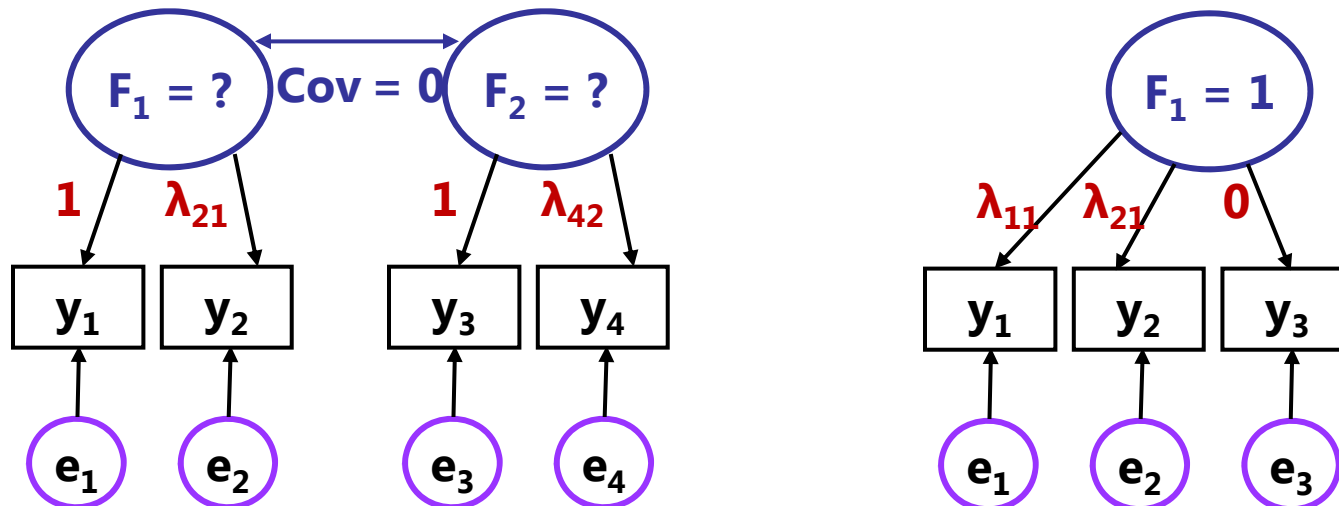 F₁ = ? Cov = 0 F₂ = ?
1 λ₂₁ 1 λ₄₂
y₁ y₂ y₃ y₄
e₁ e₂ e₃ e₄
F₁ = 1
λ₁₁ λ₂₁ 0
y₁ y₂ y₃
e₁ e₂ e₃